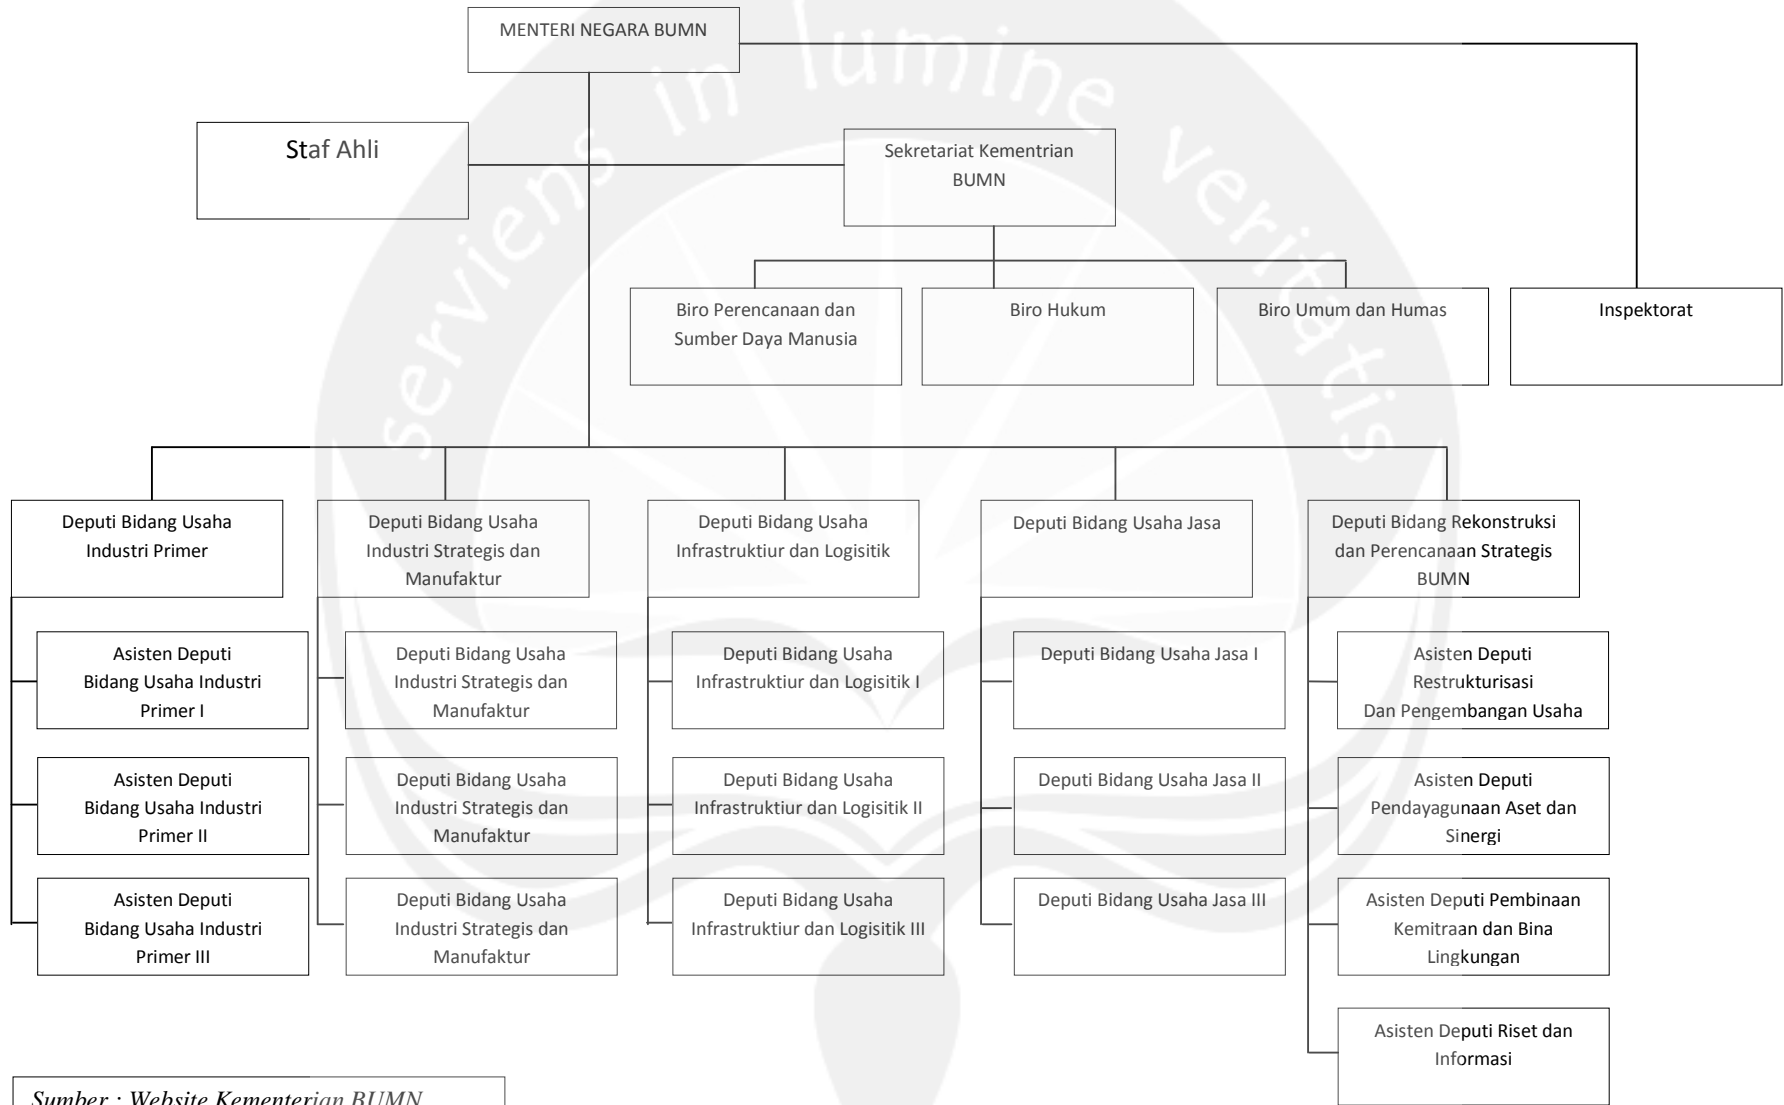 MENTERI NEGARA BUMN
serviens in lumine veritatis
Staf Ahli
Sekretariat Kementrian
BUMN
Biro Perencanaan dan
Sumber Daya Manusia
Biro Hukum
Biro Umum dan Humas
Inspektorat
Deputi Bidang Usaha
Industri Primer
Deputi Bidang Usaha
Industri Strategis dan
Manufaktur
Deputi Bidang Usaha
Infrastruktiur dan Logisitik
Deputi Bidang Usaha Jasa
Deputi Bidang Rekonstruksi
dan Perencanaan Strategis
BUMN
Asisten Deputi
Bidang Usaha Industri
Primer I
Deputi Bidang Usaha
Industri Strategis dan
Manufaktur
Deputi Bidang Usaha
Infrastruktiur dan Logisitik I
Deputi Bidang Usaha Jasa I
Asisten Deputi
Restrukturisasi
Dan Pengembangan Usaha
Asisten Deputi
Bidang Usaha Industri
Primer II
Deputi Bidang Usaha
Industri Strategis dan
Manufaktur
Deputi Bidang Usaha
Infrastruktiur dan Logisitik II
Deputi Bidang Usaha Jasa II
Asisten Deputi
Pendayagunaan Aset dan
Sinergi
Asisten Deputi
Bidang Usaha Industri
Primer III
Deputi Bidang Usaha
Industri Strategis dan
Manufaktur
Deputi Bidang Usaha
Infrastruktiur dan Logisitik III
Deputi Bidang Usaha Jasa III
Asisten Deputi Pembinaan
Kemitraan dan Bina
Lingkungan
Asisten Deputi Riset dan
Informasi
Sumber : Website Kementerian BUMN